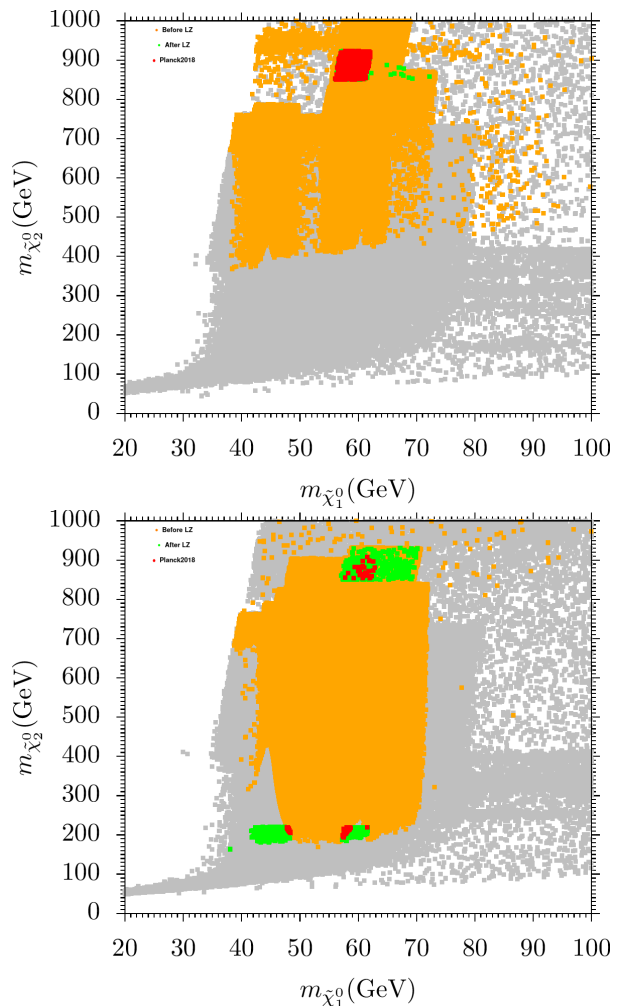 1000
900
800
700
600
500
400
300
200
100
0
m_{\tilde{\chi}_2^0}(GeV)
Before LZ
After LZ
Planck2018
20 30 40 50 60 70 80 90 100
m_{\tilde{\chi}_1^0}(GeV)
1000
900
800
700
600
500
400
300
200
100
0
m_{\tilde{\chi}_2^0}(GeV)
Before LZ
After LZ
Planck2018
20 30 40 50 60 70 80 90 100
m_{\tilde{\chi}_1^0}(GeV)